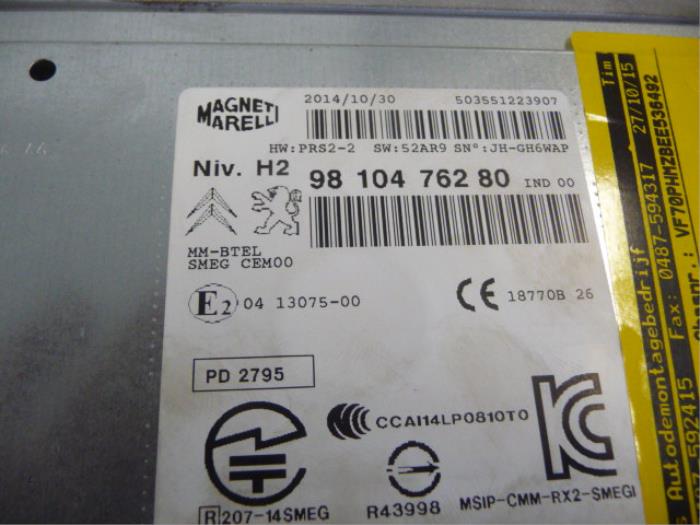 MAGNETI
MARELLI
2014/10/30 503551223907
HW:PRS2-2 SW:52AR9 SN°:JH-GH6WAP
Niv. H2
98 104 762 80 IND 00
MM-BTEL
SMEG CEM00
E2 04 13075-00
CE 18770B 26
PD 2795
CCAI14LP0810T0
R 207-14SMEG
R43998
MSIP-CMM-RX2-SMEGI
Tim 27/10/15
VF70PHMZBEE536492
Fax: 0487-594317
Autodemontagebedrijf
592415